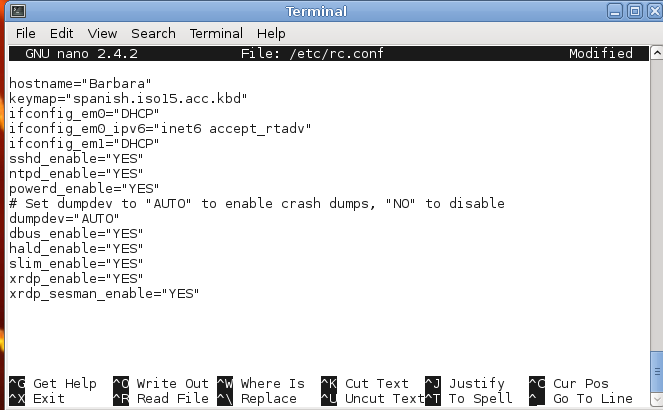 Terminal
File Edit View Search Terminal Help
GNU nano 2.4.2 File: /etc/rc.conf Modified
hostname="Barbara"
keymap="spanish.iso15.acc.kbd"
ifconfig_em0="DHCP"
ifconfig_em0_ipv6="inet6 accept_rtadv"
ifconfig_em1="DHCP"
sshd_enable="YES"
ntpd_enable="YES"
powerd_enable="YES"
# Set dumpdev to "AUTO" to enable crash dumps, "NO" to disable
dumpdev="AUTO"
dbus_enable="YES"
hald_enable="YES"
slim_enable="YES"
xrdp_enable="YES"
xrdp_sesman_enable="YES"
^G Get Help ^O Write Out ^W Where Is ^K Cut Text ^J Justify ^C Cur Pos
^X Exit ^R Read File ^\ Replace ^U Uncut Text ^T To Spell ^_ Go To Line